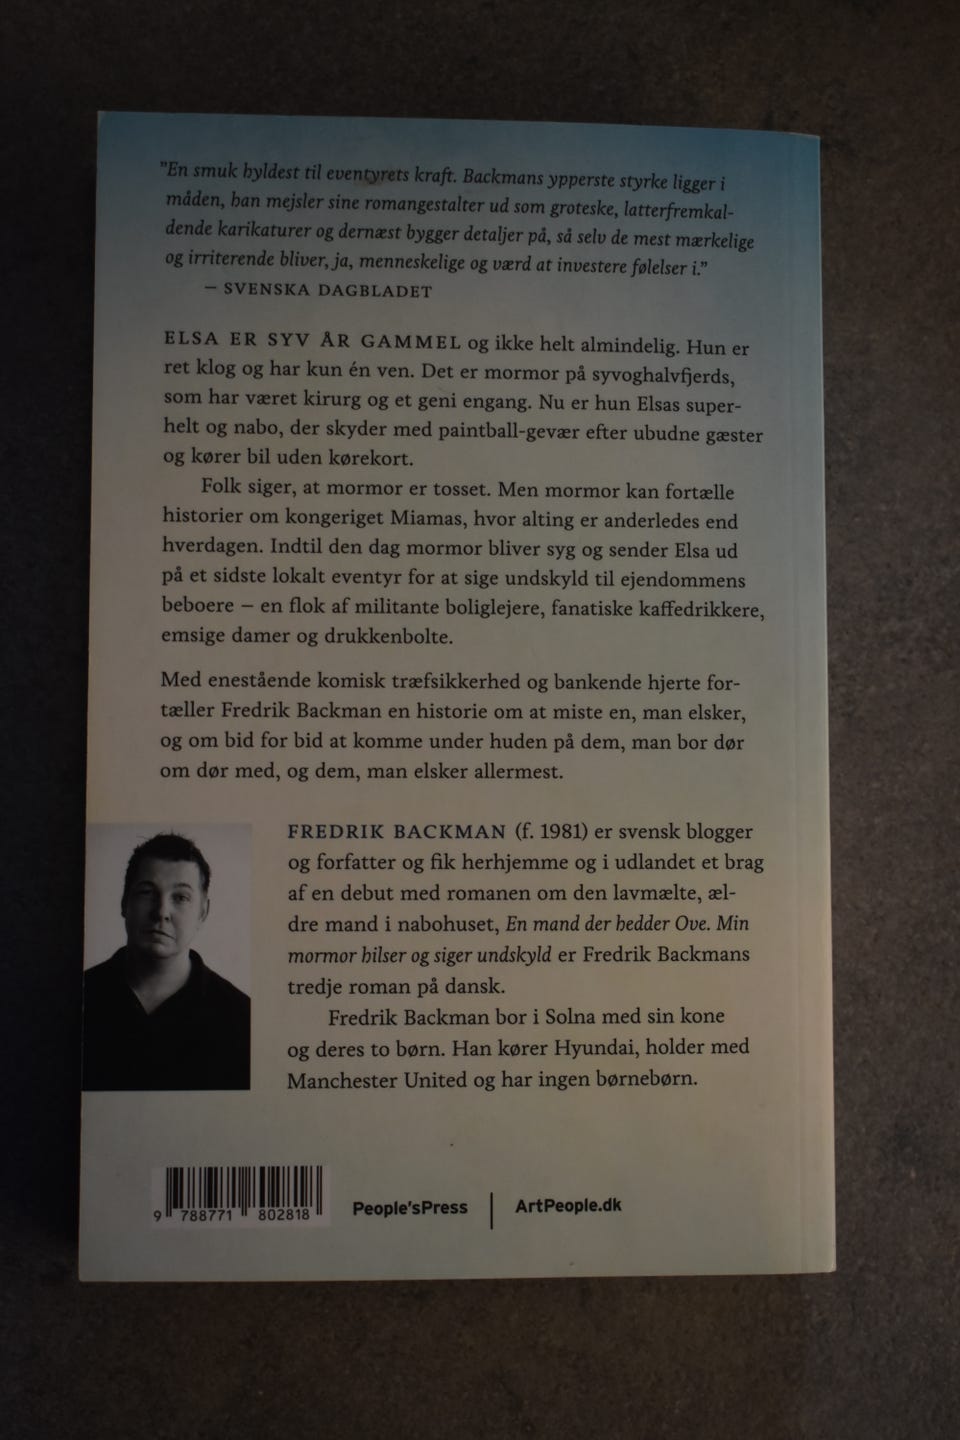 "En smuk hyldest til eventyrets kraft. Backmans ypperste styrke ligger i
måden, han mejsler sine romangestalter ud som groteske, latterfremkal-
dende karikaturer og dernæst bygger detaljer på, så selv de mest mærkelige
og irriterende bliver, ja, menneskelige og værd at investere følelser i."
– SVENSKA DAGBLADET
ELSA ER SYV ÅR GAMMEL og ikke helt almindelig. Hun er
ret klog og har kun én ven. Det er mormor på syvoghalvfjerds,
som har været kirurg og et geni engang. Nu er hun Elsas super-
helt og nabo, der skyder med paintball-gevær efter ubudne gæster
og kører bil uden kørekort.
Folk siger, at mormor er tosset. Men mormor kan fortælle
historier om kongeriget Miamas, hvor alting er anderledes end
hverdagen. Indtil den dag mormor bliver syg og sender Elsa ud
på et sidste lokalt eventyr for at sige undskyld til ejendommens
beboere – en flok af militante boliglejere, fanatiske kaffedrikkere,
emsige damer og drukkenbolte.
Med enestående komisk træfsikkerhed og bankende hjerte for-
tæller Fredrik Backman en historie om at miste en, man elsker,
og om bid for bid at komme under huden på dem, man bor dør
om dør med, og dem, man elsker allermest.
FREDRIK BACKMAN (f. 1981) er svensk blogger
og forfatter og fik herhjemme og i udlandet et brag
af en debut med romanen om den lavmælte, æl-
dre mand i nabohuset, En mand der hedder Ove. Min
mormor hilser og siger undskyld er Fredrik Backmans
tredje roman på dansk.
Fredrik Backman bor i Solna med sin kone
og deres to børn. Han kører Hyundai, holder med
Manchester United og har ingen børnebørn.
9 788771 802818
People'sPress | ArtPeople.dk